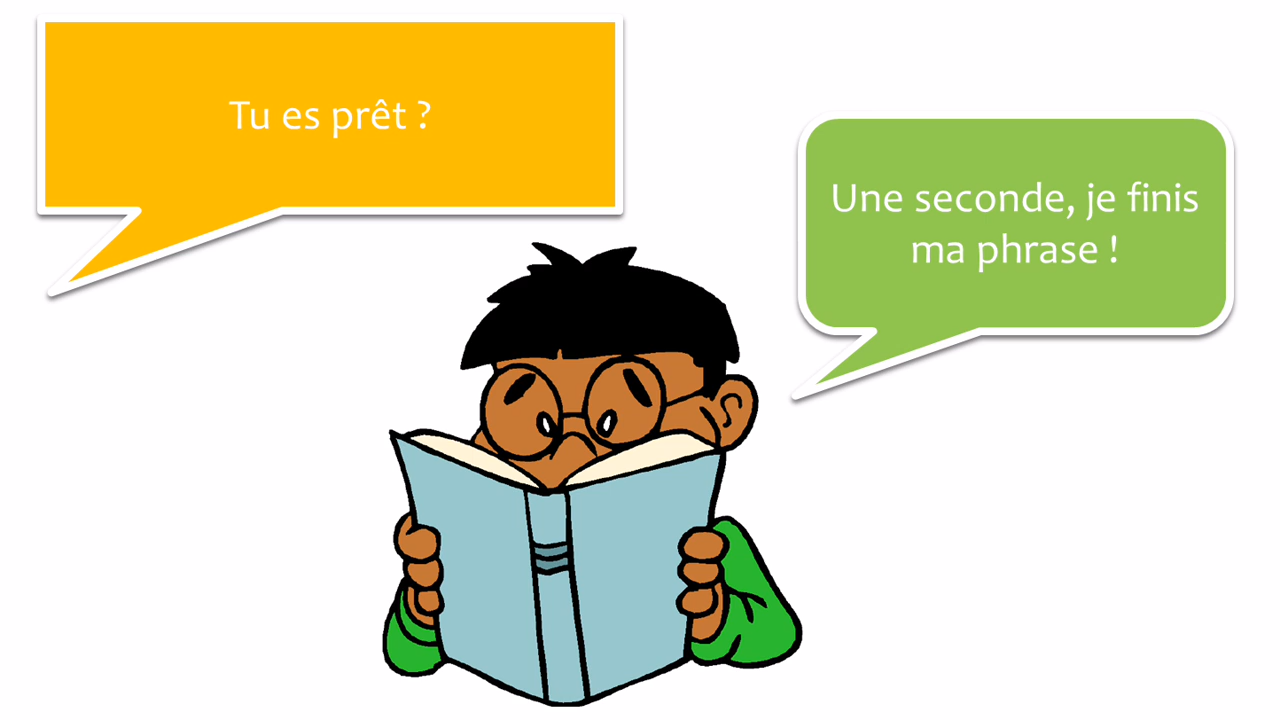 Tu es prêt ?
Une seconde, je finis
ma phrase !